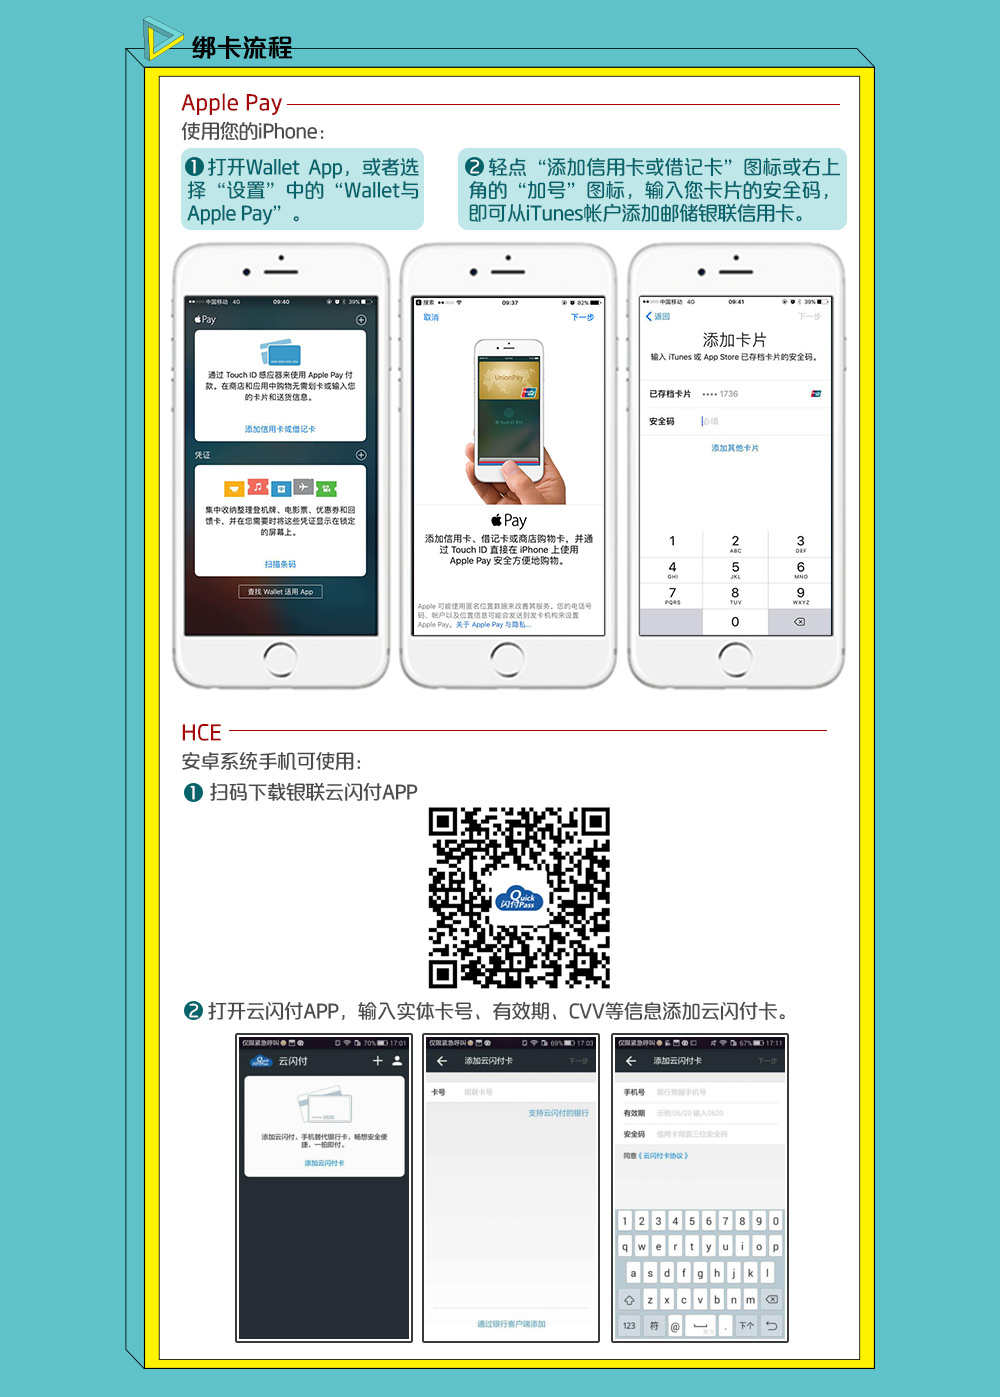 绑卡流程
Apple Pay
使用您的iPhone：
❶打开Wallet App，或者选
择“设置”中的“Wallet与
Apple Pay”。
❷轻点“添加信用卡或借记卡”图标或右上
角的“加号”图标，输入您卡片的安全码，
即可从iTunes帐户添加邮储银联信用卡。
中国移动 4G 09:40 39%
Pay
通过 Touch ID 感应器来使用 Apple Pay 付
款。在商店和应用中购物无需划卡或输入您
的卡片和送货信息。
添加信用卡或借记卡
凭证
集中收纳整理登机牌、电影票、优惠券和回
馈卡，并在您需要时将这些凭证显示在锁定
的屏幕上。
扫描条码
查找 Wallet 适用 App
搜索 09:37 82%
取消 下一步
UnionPay
Pay
添加信用卡、借记卡或商店购物卡，并通
过 Touch ID 直接在 iPhone 上使用
Apple Pay 安全方便地购物。
Apple 可能使用匿名位置数据来改善其服务。您的电话号
码、帐户以及位置信息可能会发送到发卡机构来设置
Apple Pay。关于 Apple Pay 与隐私...
中国移动 4G 09:41 39%
返回 下一步
添加卡片
输入 iTunes 或 App Store 已存档卡片的安全码。
已存档卡片 •••• 1736
安全码 必填
添加其他卡片
1 2 3
ABC DEF
4 5 6
GHI JKL MNO
7 8 9
PQRS TUV WXYZ
0
HCE
安卓系统手机可使用：
❶ 扫码下载银联云闪付APP
Quick
闪付Pass
❷打开云闪付APP，输入实体卡号、有效期、CVV等信息添加云闪付卡。
仅限紧急呼叫 70% 17:01
云闪付
•••• 0628
添加云闪付，手机替代银行卡，畅想安全便
捷，一拍即付。
添加云闪付卡
仅限紧急呼叫 69% 17:03
添加云闪付卡 下一步
卡号 银联卡号
支持云闪付的银行
通过银行客户端添加
仅限紧急呼叫 67% 17:11
添加云闪付卡 下一步
手机号 银行预留手机号
有效期 示例:06/20 输入0620
安全码 信用卡背面三位安全码
同意《云闪付卡协议》
1 2 3 4 5 6 7 8 9 0
q w e r t y u i o p
a s d f g h j k l
z x c v b n m
123 符 @ . 下个